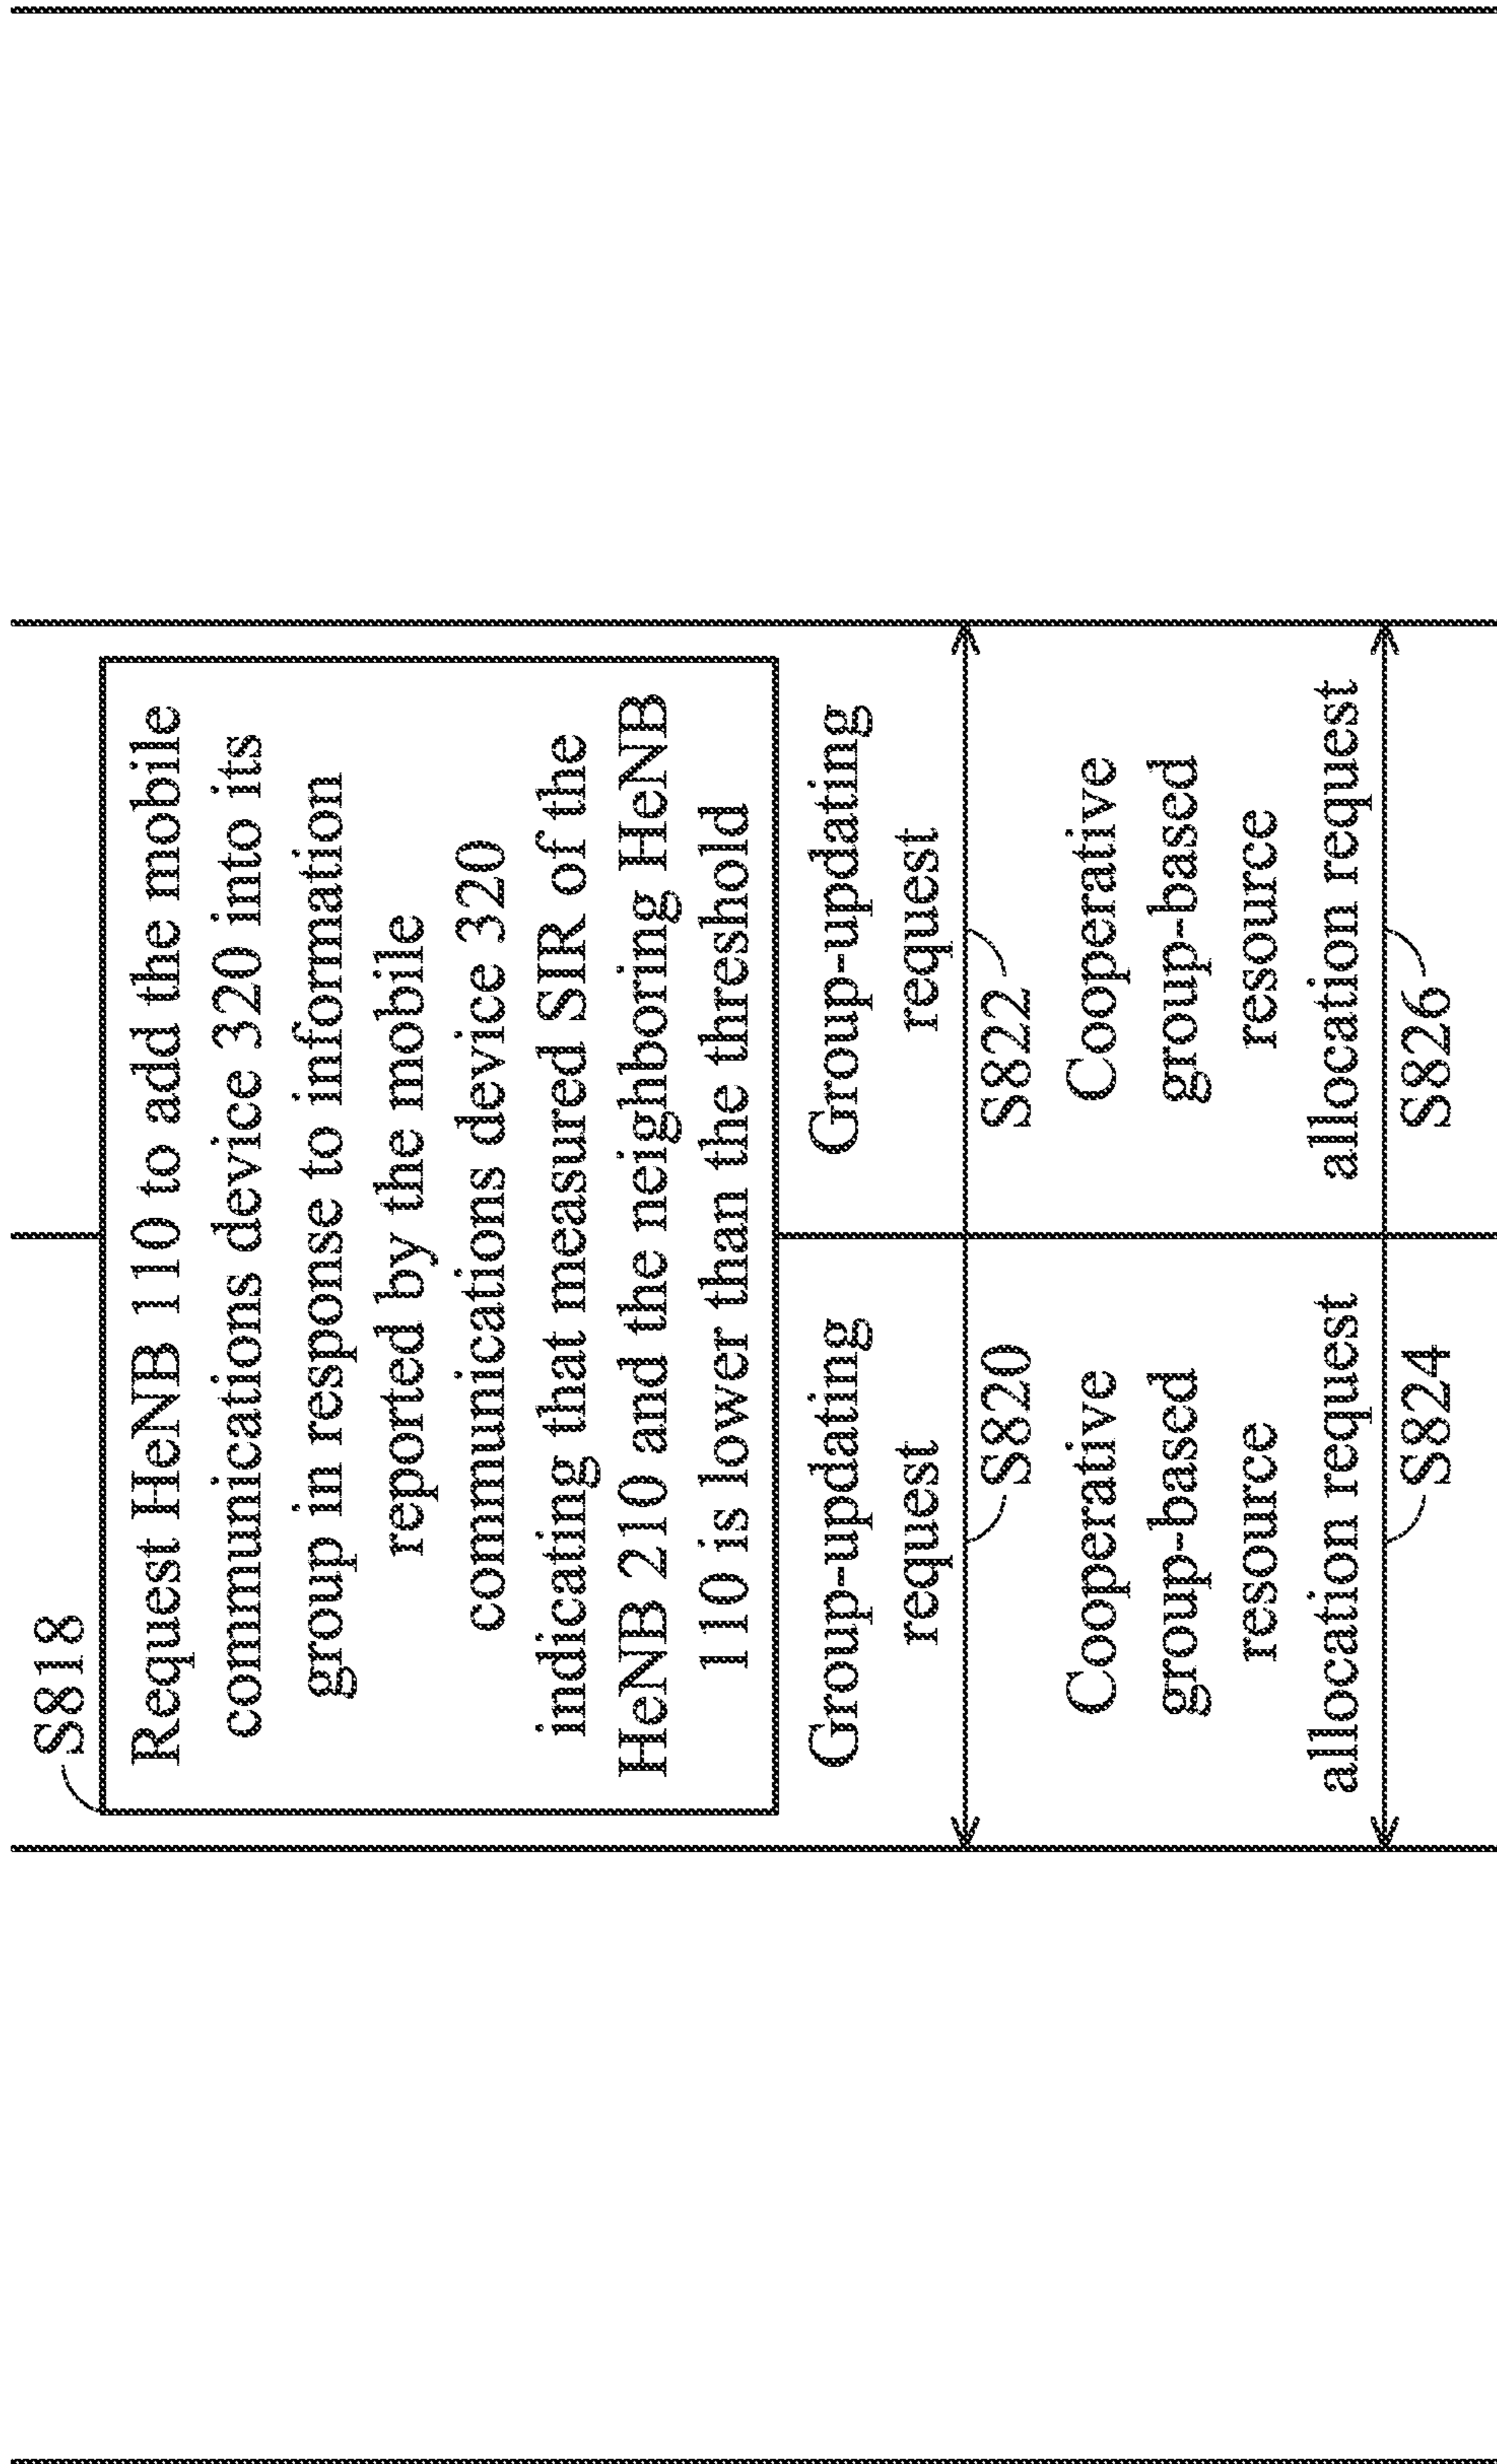 S818
Request HeNB 110 to add the mobile
communications device 320 into its
group in response to information
reported by the mobile
communications device 320
indicating that measured SIR of the
HeNB 210 and the neighboring HeNB
110 is lower than the threshold
Group-updating
request
S820
Group-updating
request
S822
Cooperative
group-based
resource
allocation request
S824
Cooperative
group-based
resource
allocation request
S826